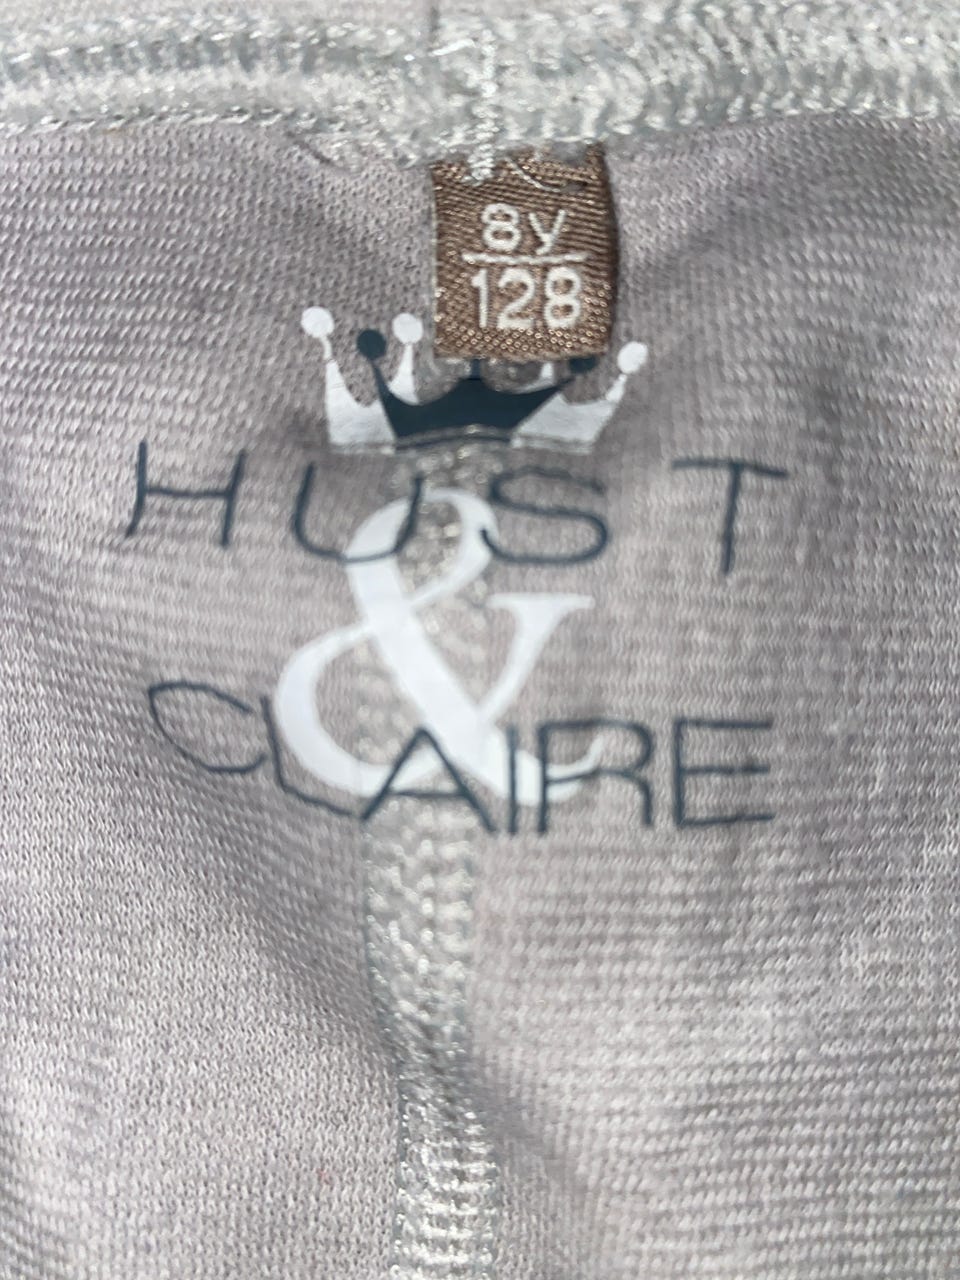 8y
128
HUST
&
CLAIRE